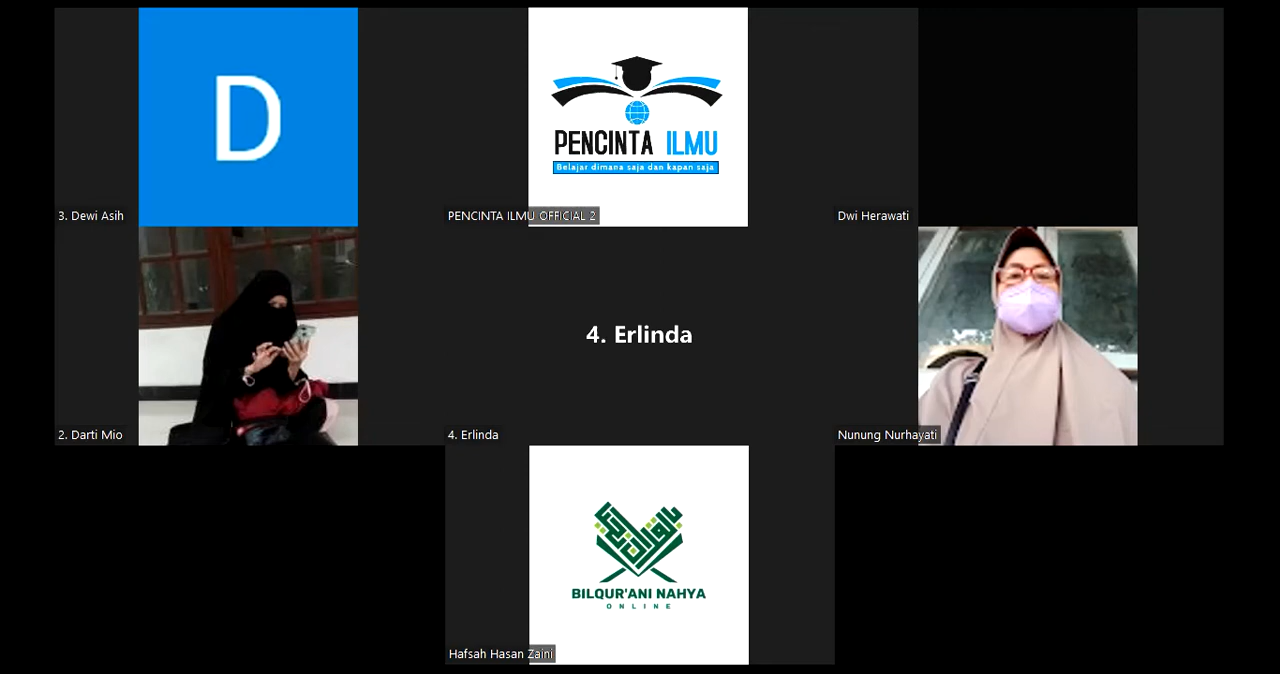 D
PENCINTA ILMU
Belajar dimana saja dan kapan saja
3. Dewi Asih
PENCINTA ILMU OFFICIAL 2
Dwi Herawati
4. Erlinda
2. Darti Mio
4. Erlinda
Nunung Nurhayati
BILQUR'ANI NAHYA
ONLINE
Hafsah Hasan Zaini